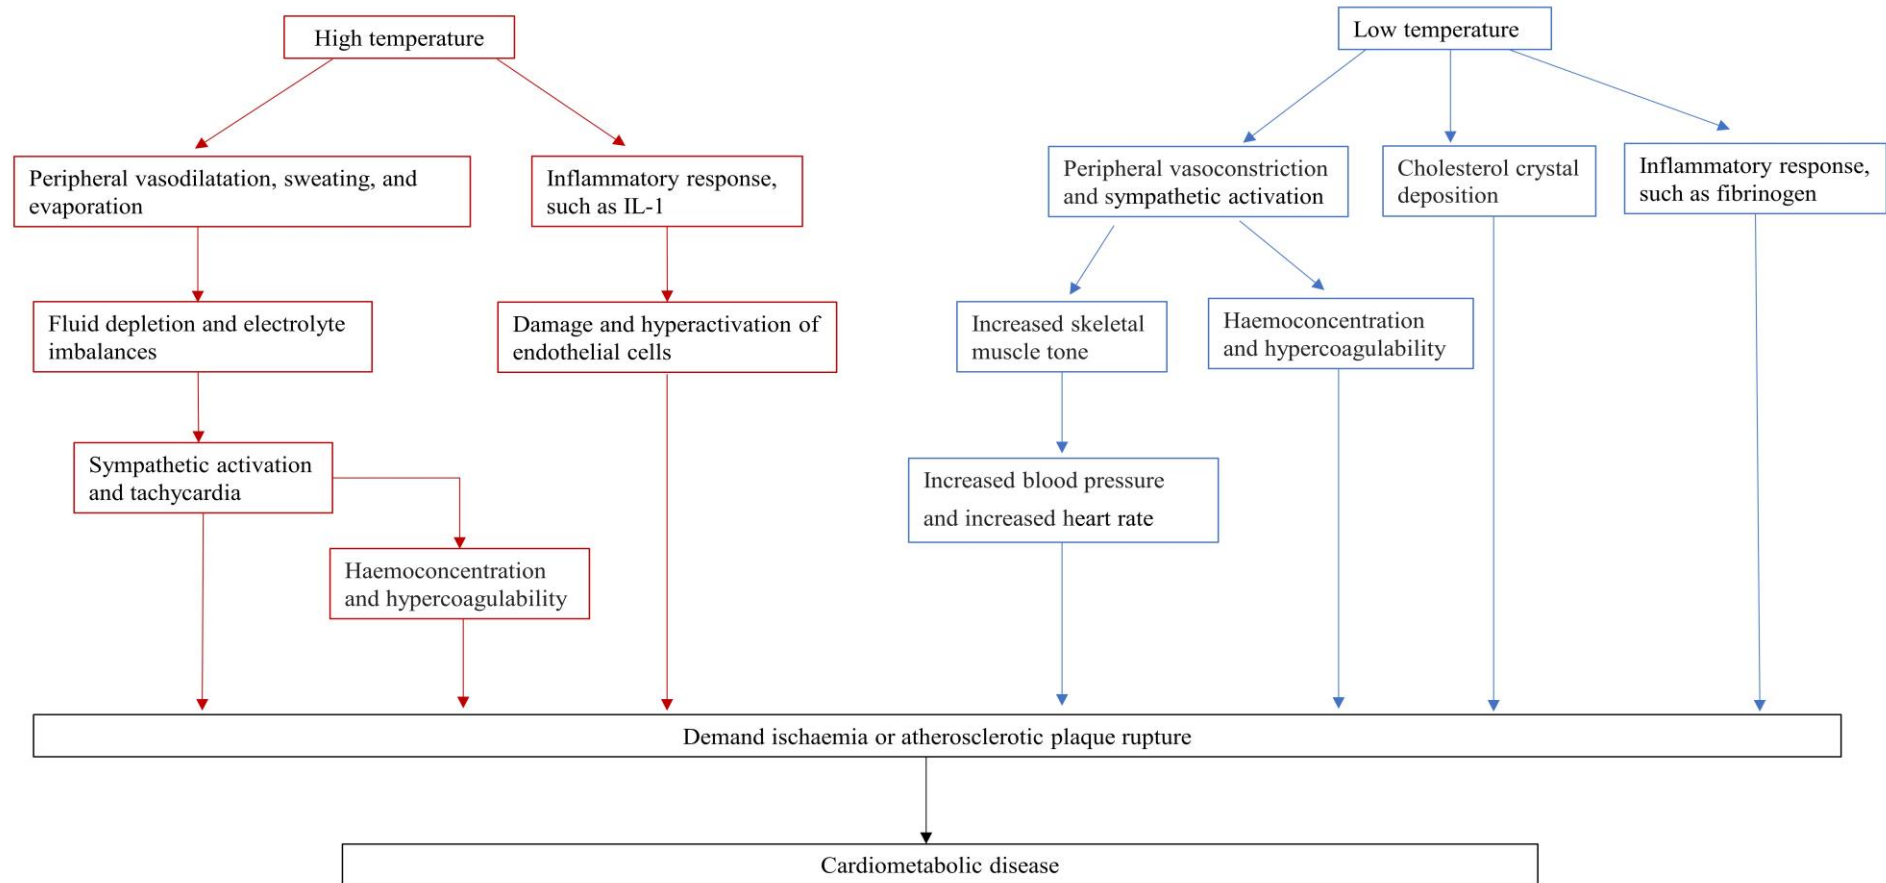 High temperature
Low temperature
Peripheral vasodilatation, sweating, and
evaporation
Inflammatory response,
such as IL-1
Peripheral vasoconstriction
and sympathetic activation
Cholesterol crystal
deposition
Inflammatory response,
such as fibrinogen
Fluid depletion and electrolyte
imbalances
Damage and hyperactivation of
endothelial cells
Increased skeletal
muscle tone
Haemoconcentration
and hypercoagulability
Sympathetic activation
and tachycardia
Increased blood pressure
and increased heart rate
Haemoconcentration
and hypercoagulability
Demand ischaemia or atherosclerotic plaque rupture
Cardiometabolic disease